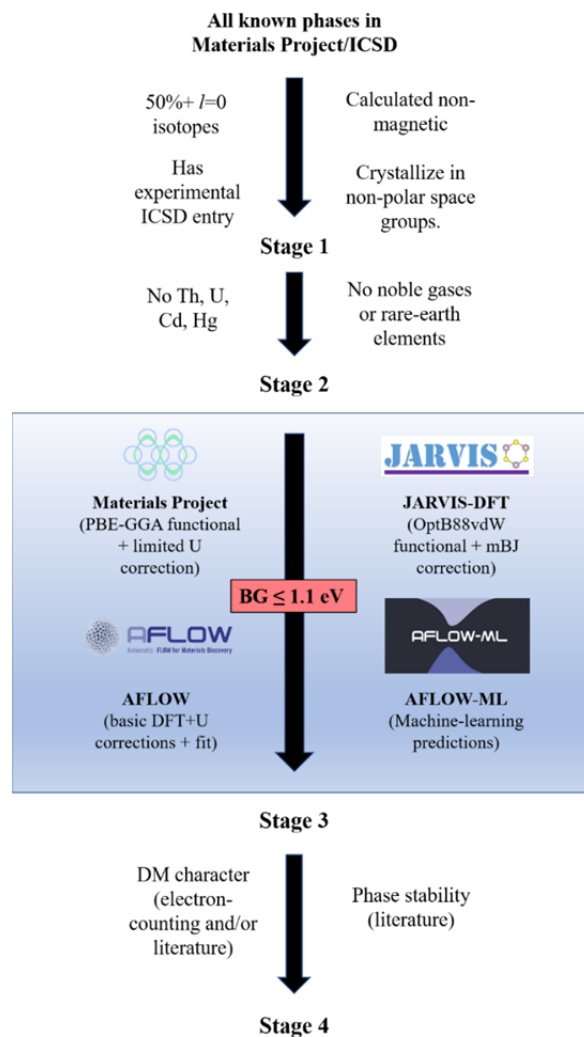 All known phases in
Materials Project/ICSD
50%+ l=0
isotopes
Calculated non-
magnetic
Has
experimental
ICSD entry
Crystallize in
non-polar space
groups.
Stage 1
No Th, U,
Cd, Hg
No noble gases
or rare-earth
elements
Stage 2
JARVIS
Materials Project
(PBE-GGA functional
+ limited U
correction)
JARVIS-DFT
(OptB88vdW
functional + mBJ
correction)
BG ≤ 1.1 eV
AFLOW
Automatic - FLOW for Materials Discovery
AFLOW-ML
AFLOW
(basic DFT+U
corrections + fit)
AFLOW-ML
(Machine-learning
predictions)
Stage 3
DM character
(electron-
counting and/or
literature)
Phase stability
(literature)
Stage 4